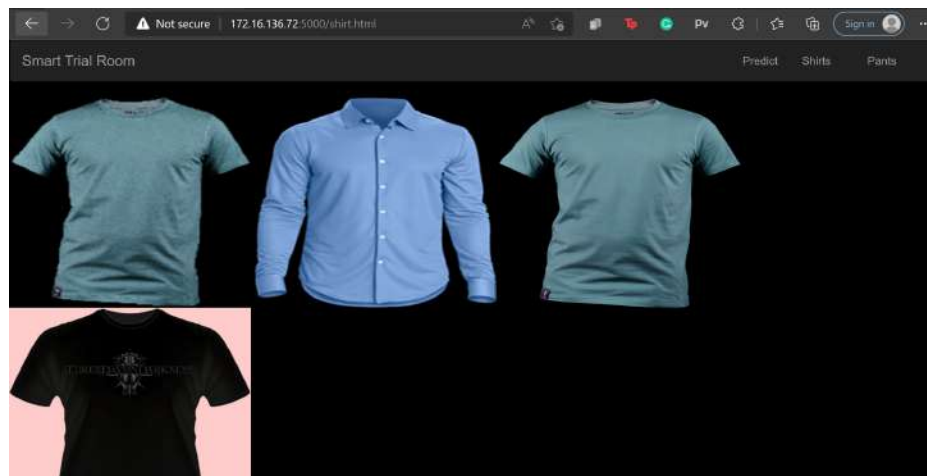 Not secure 172.16.136.72:5000/shirt.html
Sign in
Smart Trial Room
Predict Shirts Pants